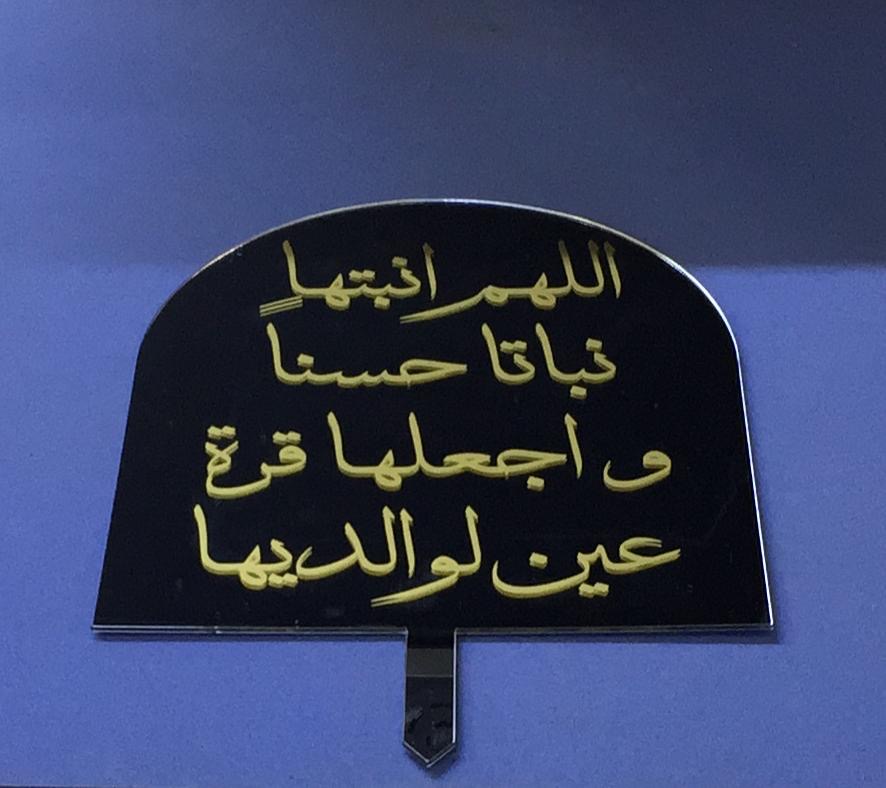 اللهم انبتها
نباتا حسنا
و اجعلها قرة
عين لوالديها